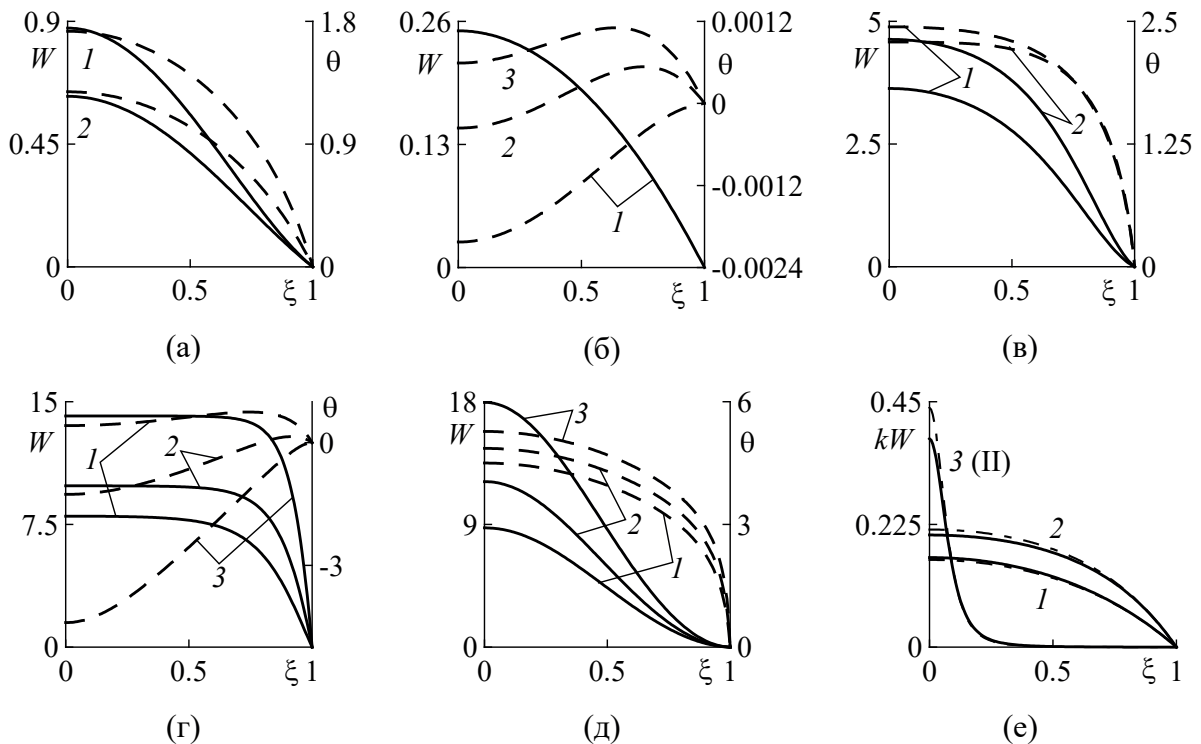 0.9 1.8 0.26 0.0012 5 2.5
W 1 θ W 3 θ W 1 θ
0
2 2 2
0.45 0.9 0.13 -0.0012 2.5 1.25
1
0 0 0 -0.0024 0 0
0 0.5 ξ 1 0 0.5 ξ 1 0 0.5 ξ 1
(а) (б) (в)
15 θ 18 6 0.45
W 0 W 3 θ kW
1 2 3 (II)
7.5 9 2 3 0.225 2
3 -3 1 1
0 0 0 0
0 0.5 ξ 1 0 0.5 ξ 1 0 0.5 ξ 1
(г) (д) (е)